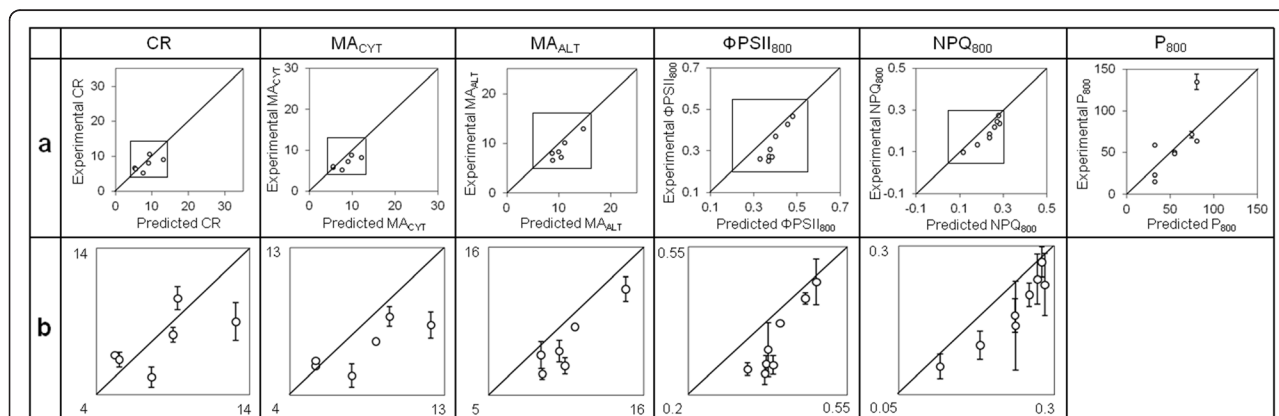 CR MA_CYT MA_ALT ΦPSII_800 NPQ_800 P_800
a
Experimental CR
30
20
10
0
0 10 20 30
Predicted CR
Experimental MA_CYT
30
20
10
0
0 10 20 30
Predicted MA_CYT
Experimental MA_ALT
20
10
0
0 10 20
Predicted MA_ALT
Experimental ΦPSII_800
0.7
0.5
0.3
0.1
0.1 0.3 0.5 0.7
Predicted ΦPSII_800
Experimental NPQ_800
0.5
0.3
0.1
-0.1
-0.1 0.1 0.3 0.5
Predicted NPQ_800
Experimental P_800
150
100
50
0
0 50 100 150
Predicted P_800
b
14
4 14
13
4 13
16
5 16
0.55
0.2 0.55
0.3
0.05 0.3